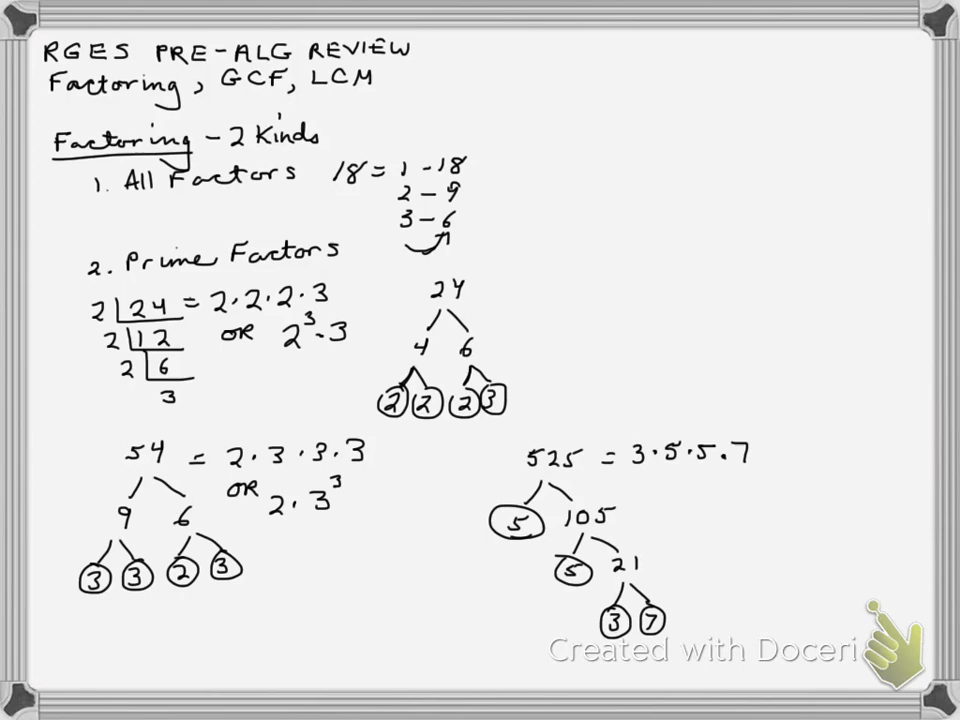 RGES PRE-ALG REVIEW
Factoring, GCF, LCM
Factoring - 2 Kinds
1. All Factors 18 = 1 - 18
2 - 9
3 - 6
2. Prime Factors
24
2 24 = 2·2·2·3
2 12 OR 2³·3
4 6
2 6
3
2 2 2 3
54 = 2·3·3·3
OR 2·3³
9 6
3 3 2 3
525 = 3·5·5·7
5 105
5 21
3 7
Created with Doceri